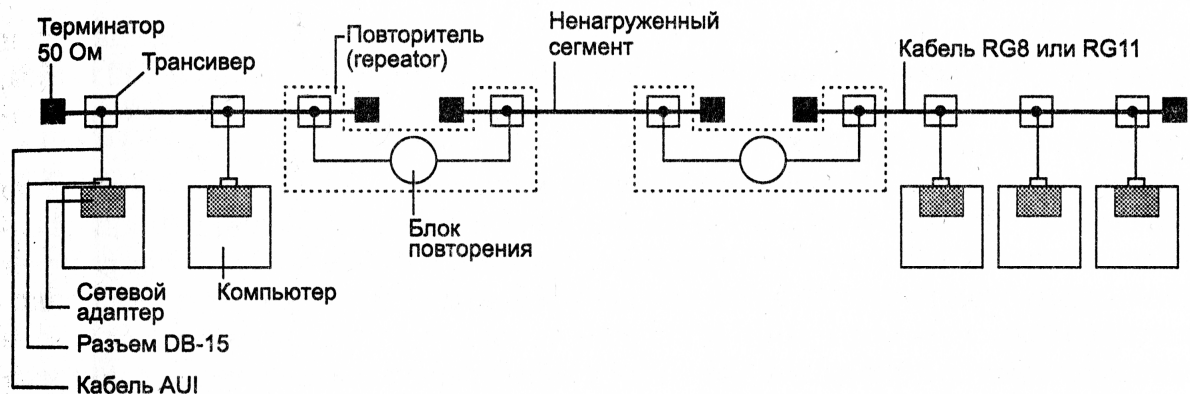 Терминатор
50 Ом
Трансивер
Повторитель
(repeator)
Ненагруженный
сегмент
Кабель RG8 или RG11
Блок
повторения
Сетевой
адаптер
Компьютер
Разъем DB-15
Кабель AUI